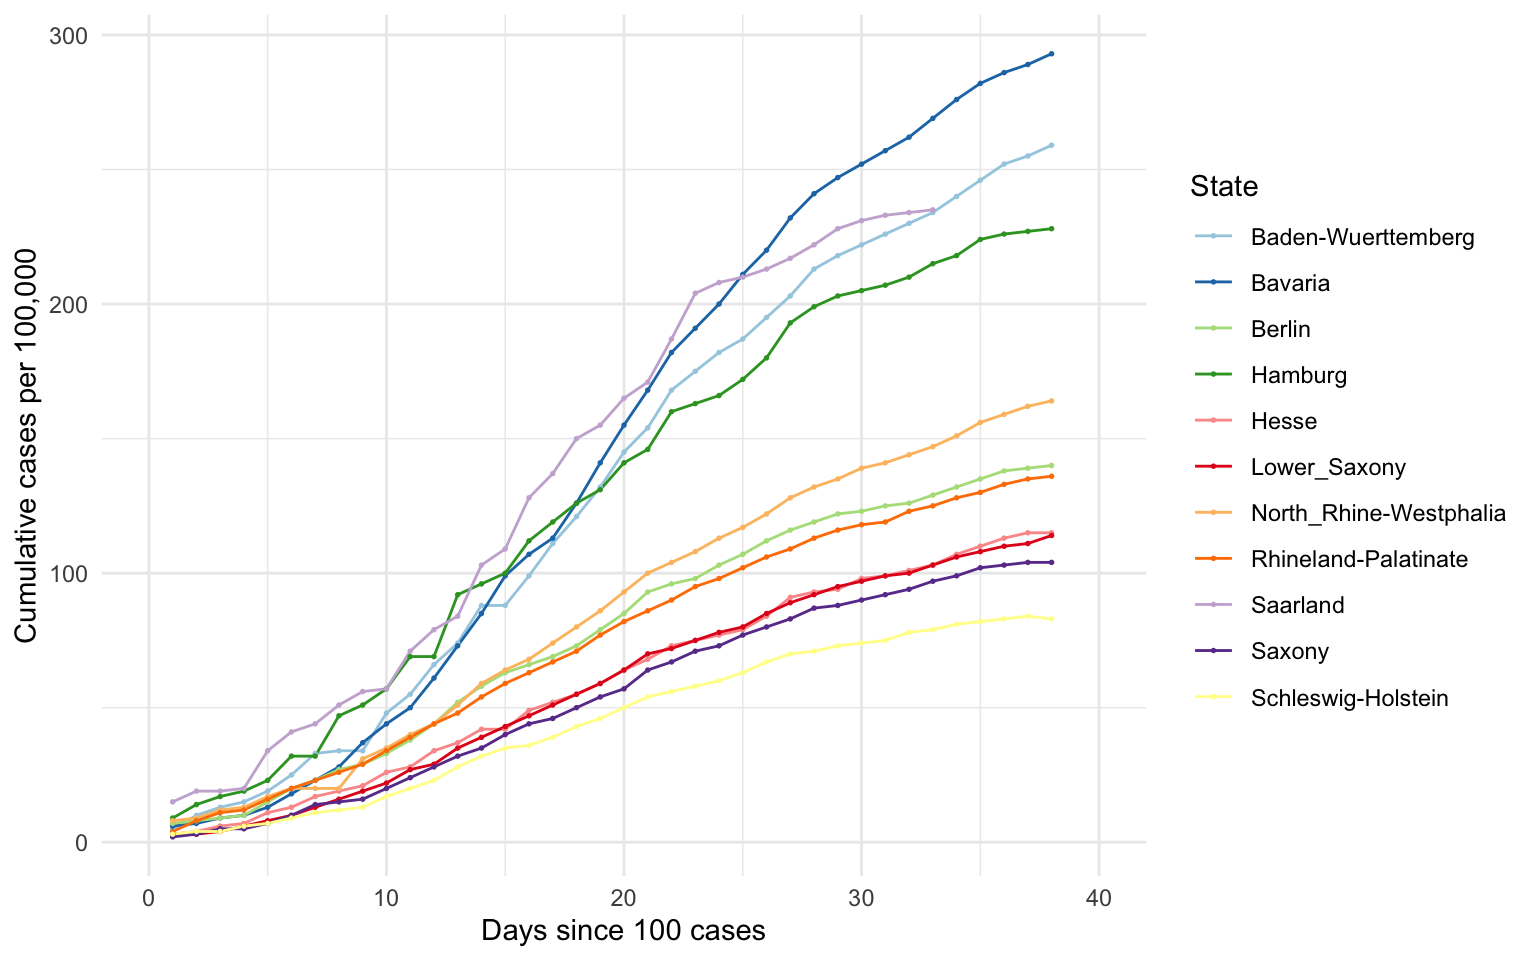 Cumulative cases per 100,000
300
200
100
0
0 10 20 30 40
Days since 100 cases
State
Baden-Wuerttemberg
Bavaria
Berlin
Hamburg
Hesse
Lower_Saxony
North_Rhine-Westphalia
Rhineland-Palatinate
Saarland
Saxony
Schleswig-Holstein